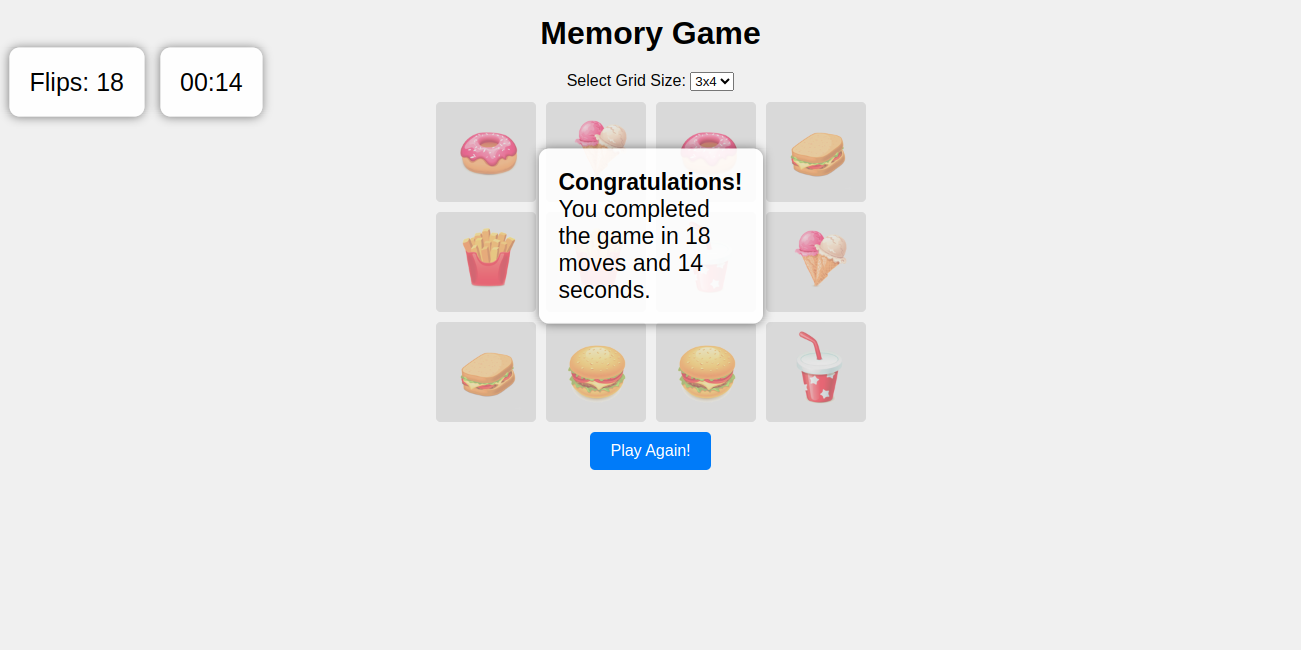 Memory Game
Flips: 18
00:14
Select Grid Size: 3x4
Congratulations!
You completed
the game in 18
moves and 14
seconds.
Play Again!